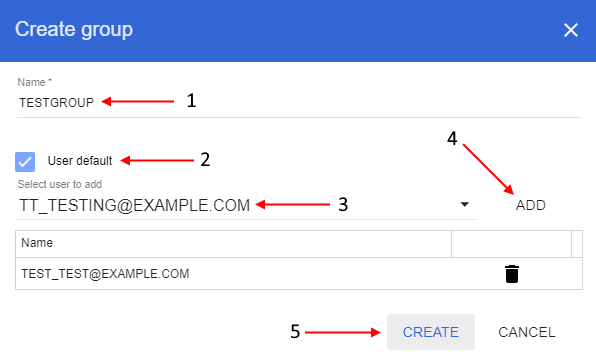 Create group
Name *
TESTGROUP 1
4
User default 2
Select user to add
TT_TESTING@EXAMPLE.COM 3 ADD
Name
TEST_TEST@EXAMPLE.COM
5 CREATE CANCEL